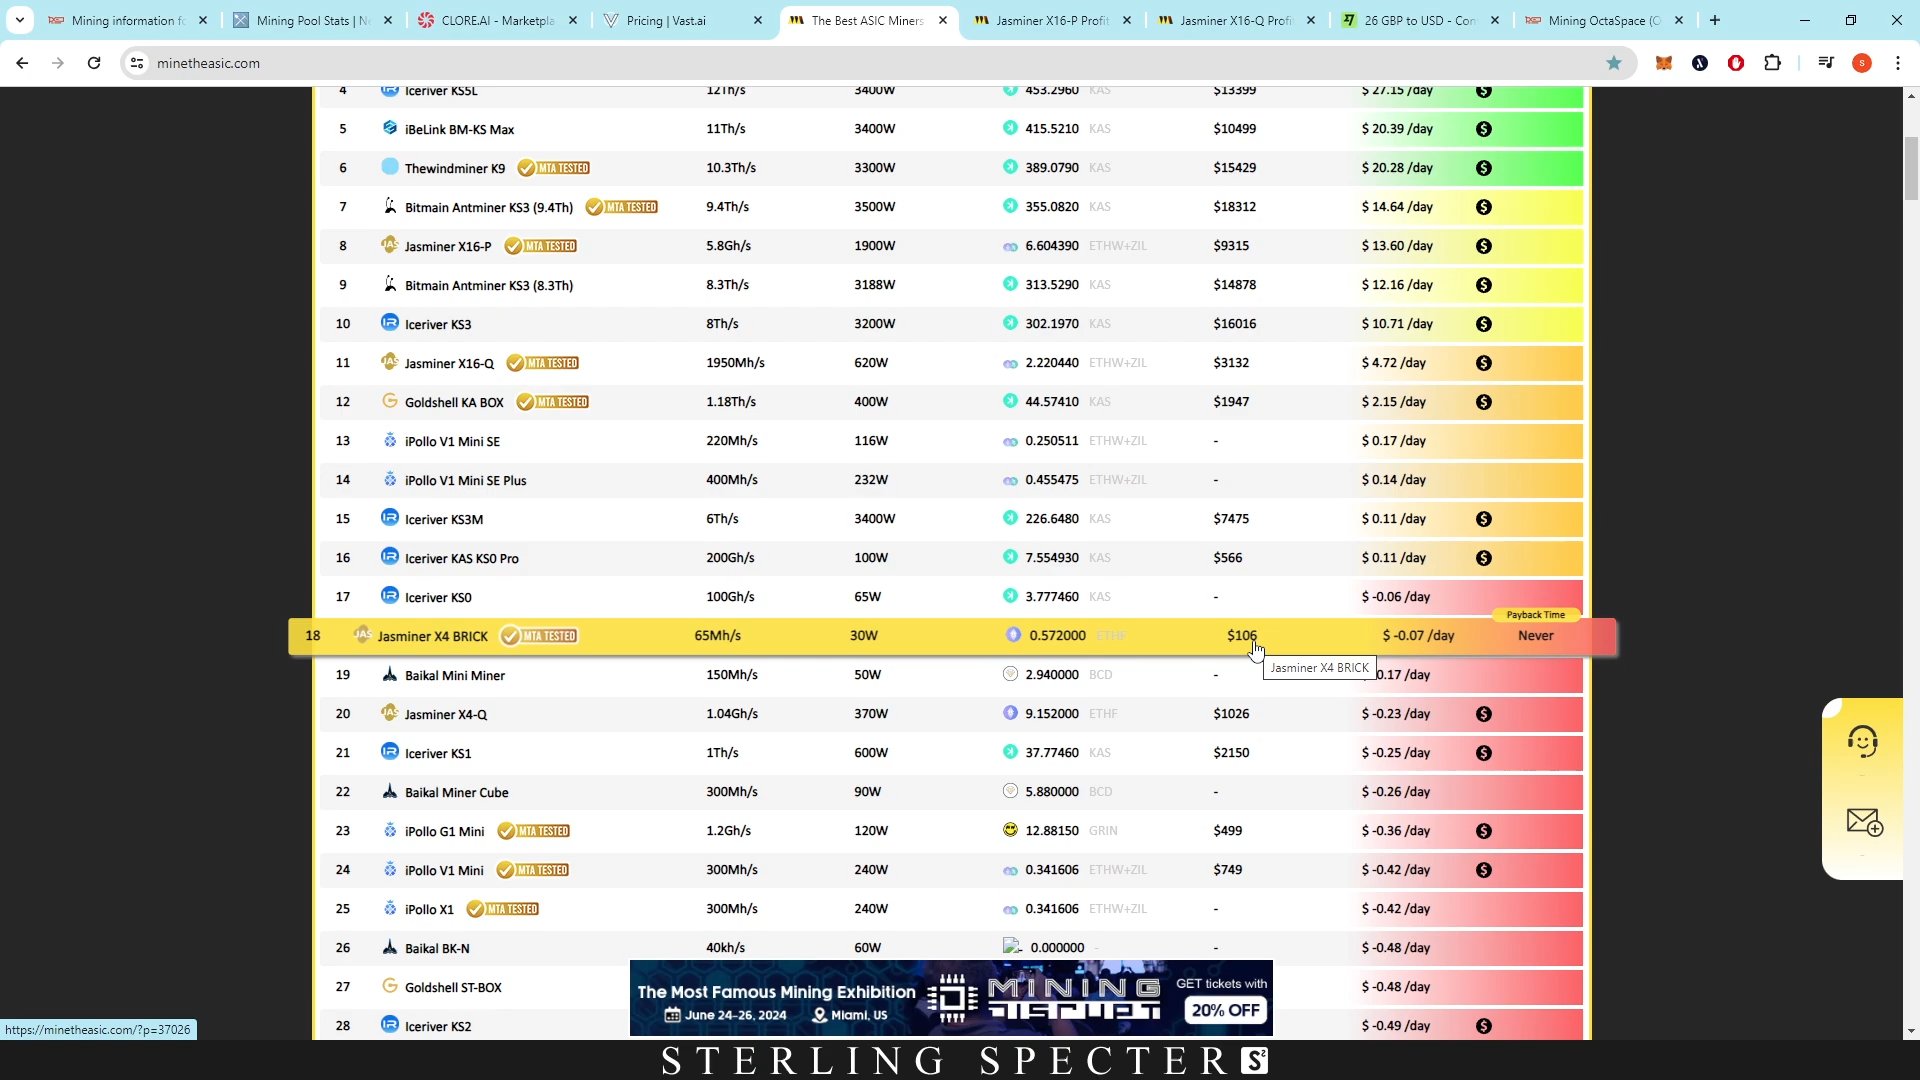 Mining information fo
Mining Pool Stats | Ne
CLORE.AI - Marketpla
Pricing | Vast.ai
The Best ASIC Miners
Jasminer X16-P Profit
Jasminer X16-Q Profi
26 GBP to USD - Con
Mining OctaSpace (O
minetheasic.com
4 Iceriver KS5L 12Th/s 3400W 453.2960 KAS $13399 $ 27.15 /day
5 iBeLink BM-KS Max 11Th/s 3400W 415.5210 KAS $10499 $ 20.39 /day
6 Thewindminer K9 MTA TESTED 10.3Th/s 3300W 389.0790 KAS $15429 $ 20.28 /day
7 Bitmain Antminer KS3 (9.4Th) MTA TESTED 9.4Th/s 3500W 355.0820 KAS $18312 $ 14.64 /day
8 Jasminer X16-P MTA TESTED 5.8Gh/s 1900W 6.604390 ETHW+ZIL $9315 $ 13.60 /day
9 Bitmain Antminer KS3 (8.3Th) 8.3Th/s 3188W 313.5290 KAS $14878 $ 12.16 /day
10 Iceriver KS3 8Th/s 3200W 302.1970 KAS $16016 $ 10.71 /day
11 Jasminer X16-Q MTA TESTED 1950Mh/s 620W 2.220440 ETHW+ZIL $3132 $ 4.72 /day
12 Goldshell KA BOX MTA TESTED 1.18Th/s 400W 44.57410 KAS $1947 $ 2.15 /day
13 iPollo V1 Mini SE 220Mh/s 116W 0.250511 ETHW+ZIL - $ 0.17 /day
14 iPollo V1 Mini SE Plus 400Mh/s 232W 0.455475 ETHW+ZIL - $ 0.14 /day
15 Iceriver KS3M 6Th/s 3400W 226.6480 KAS $7475 $ 0.11 /day
16 Iceriver KAS KS0 Pro 200Gh/s 100W 7.554930 KAS $566 $ 0.11 /day
17 Iceriver KS0 100Gh/s 65W 3.777460 KAS - $ -0.06 /day
Payback Time
18 Jasminer X4 BRICK MTA TESTED 65Mh/s 30W 0.572000 ETHF $106 $ -0.07 /day Never
Jasminer X4 BRICK
19 Baikal Mini Miner 150Mh/s 50W 2.940000 BCD - 0.17 /day
20 Jasminer X4-Q 1.04Gh/s 370W 9.152000 ETHF $1026 $ -0.23 /day
21 Iceriver KS1 1Th/s 600W 37.77460 KAS $2150 $ -0.25 /day
22 Baikal Miner Cube 300Mh/s 90W 5.880000 BCD - $ -0.26 /day
23 iPollo G1 Mini MTA TESTED 1.2Gh/s 120W 12.88150 GRIN $499 $ -0.36 /day
24 iPollo V1 Mini MTA TESTED 300Mh/s 240W 0.341606 ETHW+ZIL $749 $ -0.42 /day
25 iPollo X1 MTA TESTED 300Mh/s 240W 0.341606 ETHW+ZIL - $ -0.42 /day
26 Baikal BK-N 40kh/s 60W 0.000000 - - $ -0.48 /day
27 Goldshell ST-BOX $ -0.48 /day
28 Iceriver KS2 $ -0.49 /day
The Most Famous Mining Exhibition
June 24-26, 2024 Miami, US
MINING
DISRUPT
GET tickets with
20% OFF
https://minetheasic.com/?p=37026
STERLING SPECTER